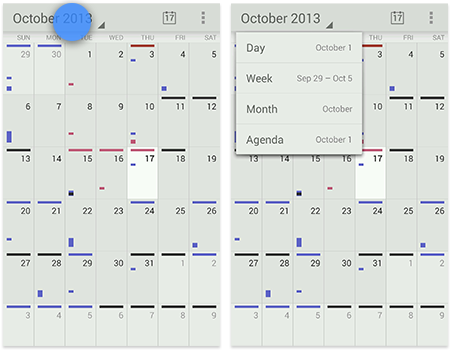 October 2013
17
SUN MON TUE WED THU FRI SAT
29 30 1 2 3 4 5
6 7 8 9 10 11 12
13 14 15 16 17 18 19
20 21 22 23 24 25 26
27 28 29 30 31 1 2
3 4 5 6 7 8 9
October 2013
17
Day October 1
Week Sep 29 – Oct 5
Month October
Agenda October 1
THU FRI SAT
3 4 5
10 11 12
13 14 15 16 17 18 19
20 21 22 23 24 25 26
27 28 29 30 31 1 2
3 4 5 6 7 8 9